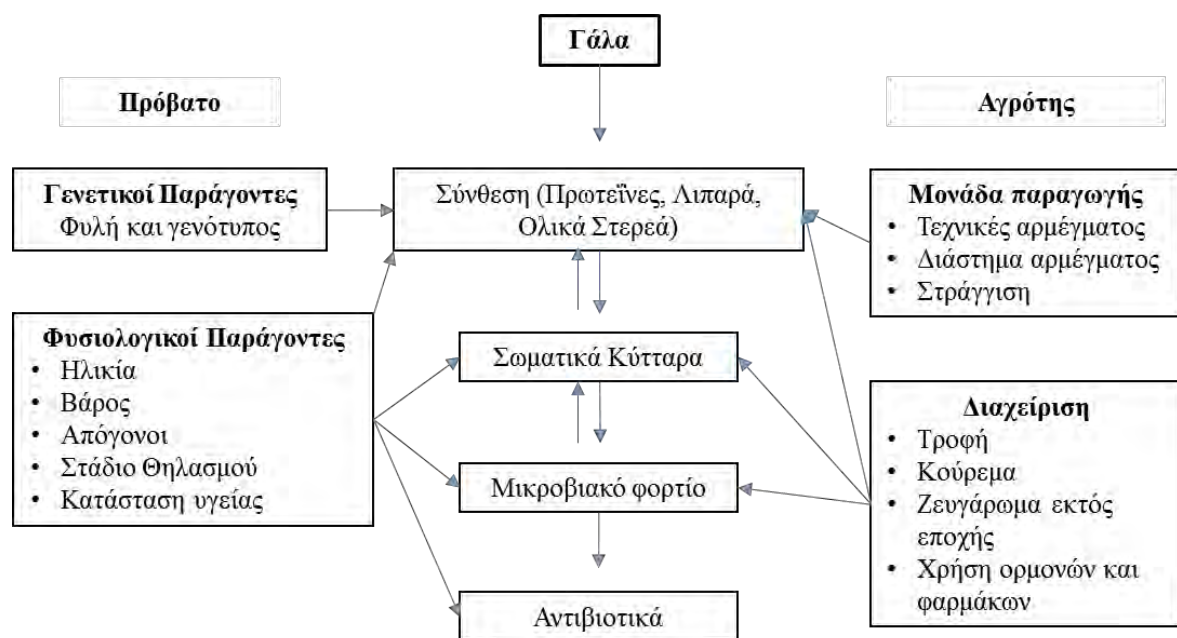 Γάλα
Πρόβατο
Αγρότης
Γενετικοί Παράγοντες
Φυλή και γενότυπος
Σύνθεση (Πρωτεΐνες, Λιπαρά,
Ολικά Στερεά)
Μονάδα παραγωγής
• Τεχνικές αρμέγματος
• Διάστημα αρμέγματος
• Στράγγιση
Φυσιολογικοί Παράγοντες
• Ηλικία
• Βάρος
• Απόγονοι
• Στάδιο Θηλασμού
• Κατάσταση υγείας
Σωματικά Κύτταρα
Μικροβιακό φορτίο
Αντιβιοτικά
Διαχείριση
• Τροφή
• Κούρεμα
• Ζευγάρωμα εκτός
εποχής
• Χρήση ορμονών και
φαρμάκων